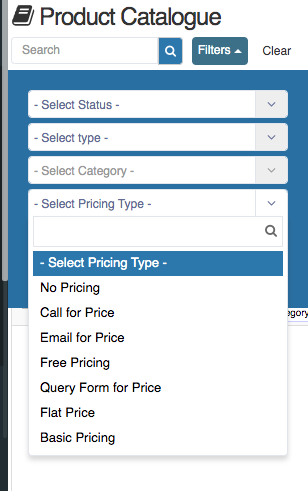 Product Catalogue
Search
Filters
Clear
- Select Status -
- Select type -
- Select Category -
- Select Pricing Type -
- Select Pricing Type -
No Pricing
Call for Price
Email for Price
Free Pricing
Query Form for Price
Flat Price
Basic Pricing